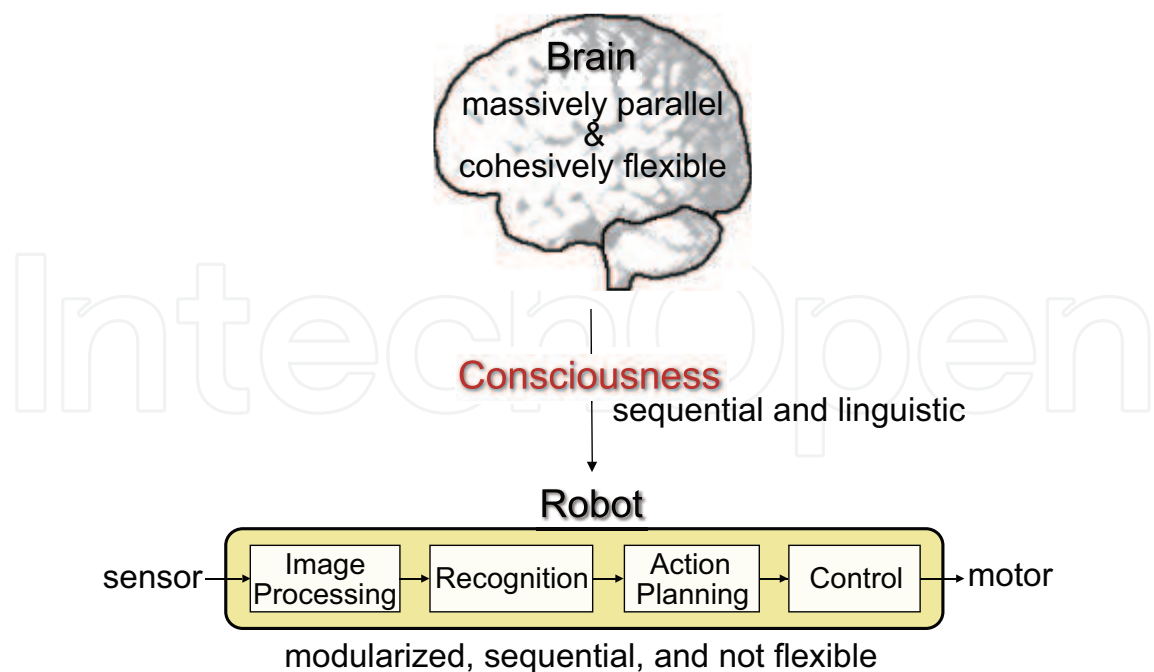 Brain
massively parallel
&
cohesively flexible
IntechOpen
Consciousness
sequential and linguistic
Robot
sensor
Image
Processing
Recognition
Action
Planning
Control
motor
modularized, sequential, and not flexible